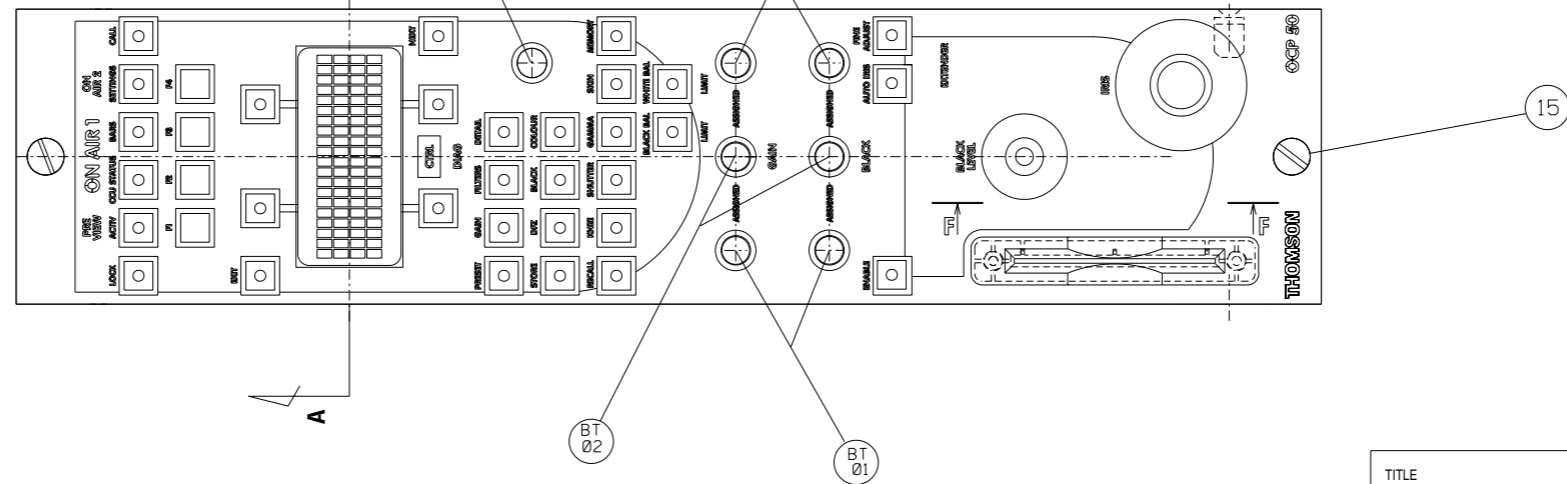 CALL
ON
AIR 2
SETTINGS
F4
ON AIR 1
BARS
F3
CCU STATUS
F2
PRE
VIEW
ACTIV
F1
LOCK
EXIT
NEXT
CTRL
DIAG
DETAIL
FILTERS
GAIN
PRESET
COLOUR
BLACK
STORE
MEMORY
SKIN
GAMMA
SHUTTER
KNEE
RECALL
WHITE BAL
LIMIT
BLACK BAL
LIMIT
ASSIGNED
ASSIGNED
GAIN
ASSIGNED
ASSIGNED
BLACK
FINE
ADJUST
AUTO IRIS
EXTENDER
ENABLE
BLACK
LEVEL
IRIS
F
F
OCP 50
THOMSON
15
A
BT
02
BT
01
TITLE